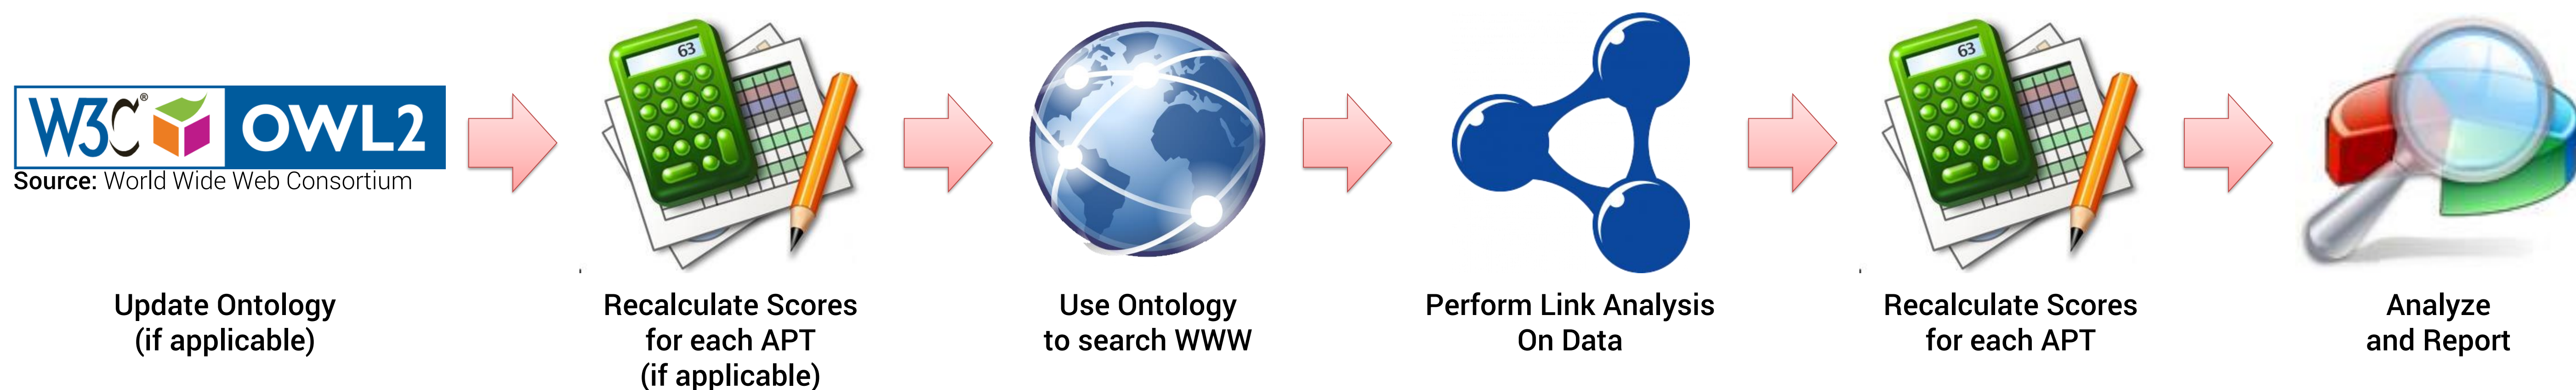 W3C® OWL2
Source: World Wide Web Consortium
63
63
Update Ontology
(if applicable)
Recalculate Scores
for each APT
(if applicable)
Use Ontology
to search WWW
Perform Link Analysis
On Data
Recalculate Scores
for each APT
Analyze
and Report